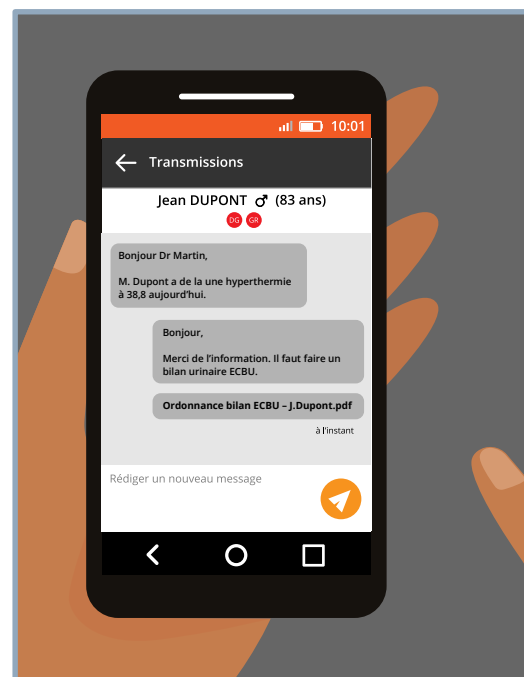 10:01
Transmissions
Jean DUPONT ♂ (83 ans)
DG GR
Bonjour Dr Martin,
M. Dupont a de la une hyperthermie
à 38,8 aujourd'hui.
Bonjour,
Merci de l'information. Il faut faire un
bilan urinaire ECBU.
Ordonnance bilan ECBU – J.Dupont.pdf
à l'instant
Rédiger un nouveau message